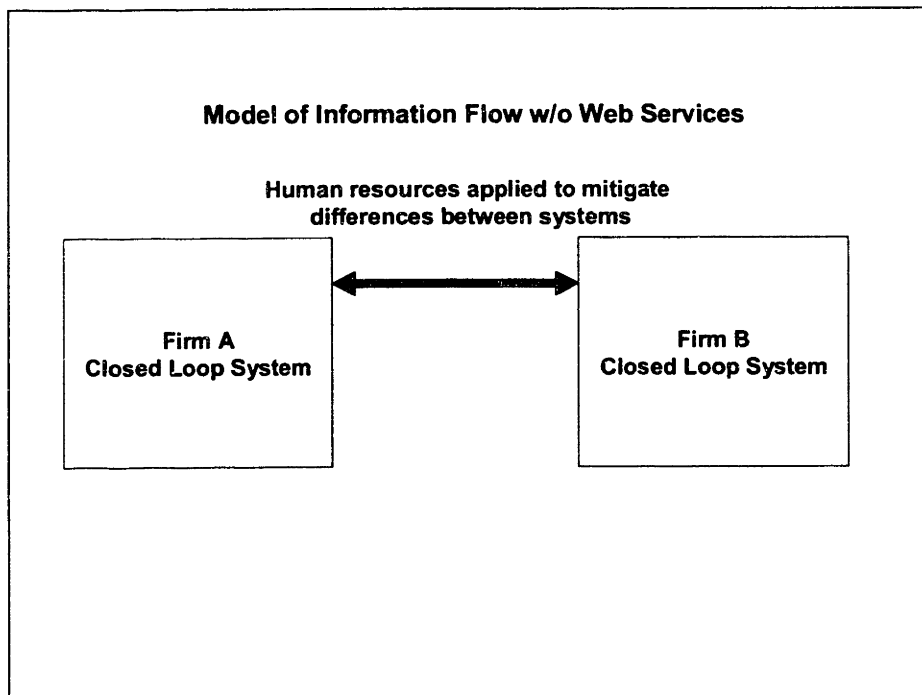 Model of Information Flow w/o Web Services
Human resources applied to mitigate
differences between systems
Firm A
Closed Loop System
Firm B
Closed Loop System